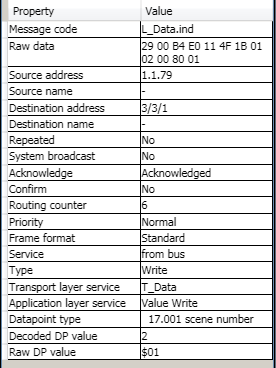 Property Value
Message code L_Data.ind
Raw data 29 00 B4 E0 11 4F 1B 01
02 00 80 01
Source address 1.1.79
Source name -
Destination address 3/3/1
Destination name -
Repeated No
System broadcast No
Acknowledge Acknowledged
Confirm No
Routing counter 6
Priority Normal
Frame format Standard
Service from bus
Type Write
Transport layer service T_Data
Application layer service Value Write
Datapoint type 17.001 scene number
Decoded DP value 2
Raw DP value $01